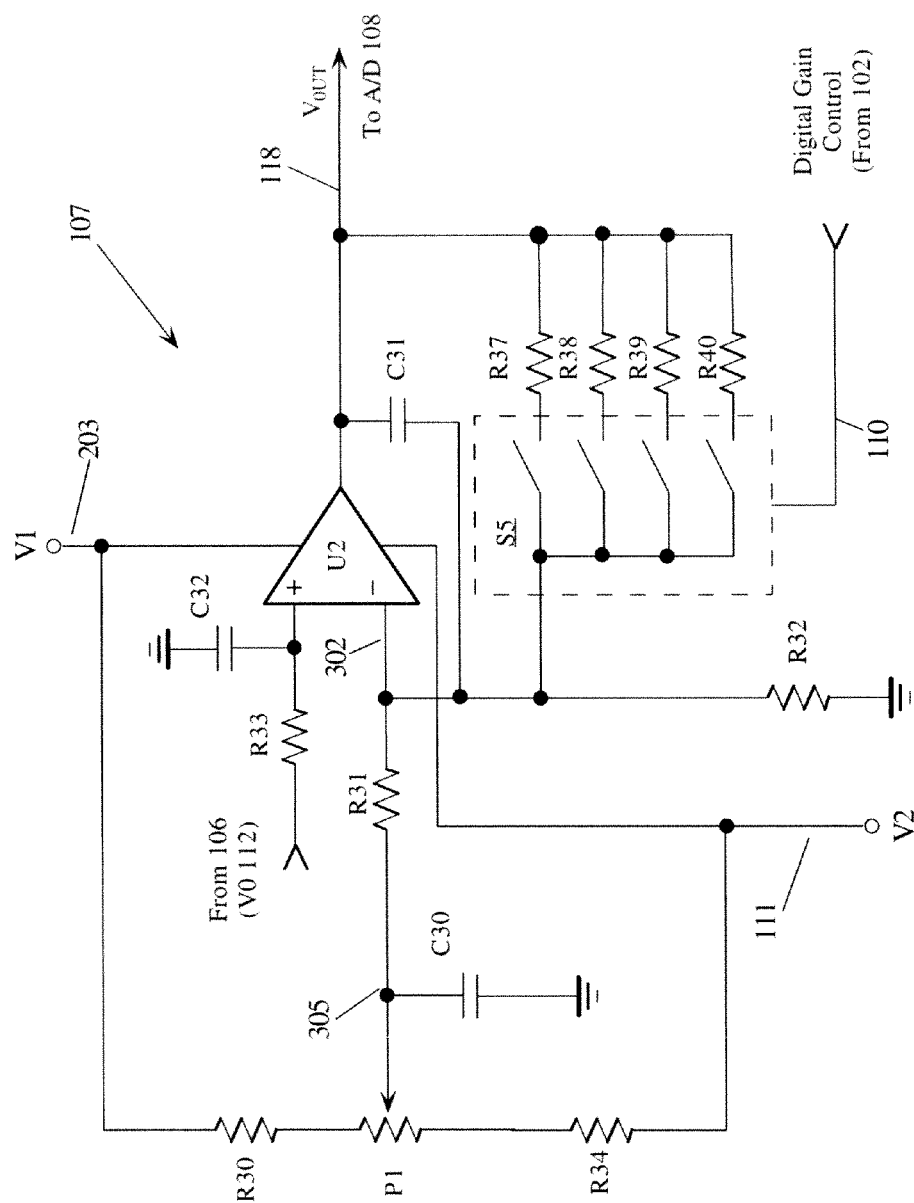 107
V1
203
C32
R33
From 106
(V0 112)
+
−
U2
302
118
V0UT
To A/D 108
C31
R31
305
C30
R30
P1
R34
S5
R37
R38
R39
R40
R32
111
V2
110
Digital Gain
Control
(From 102)